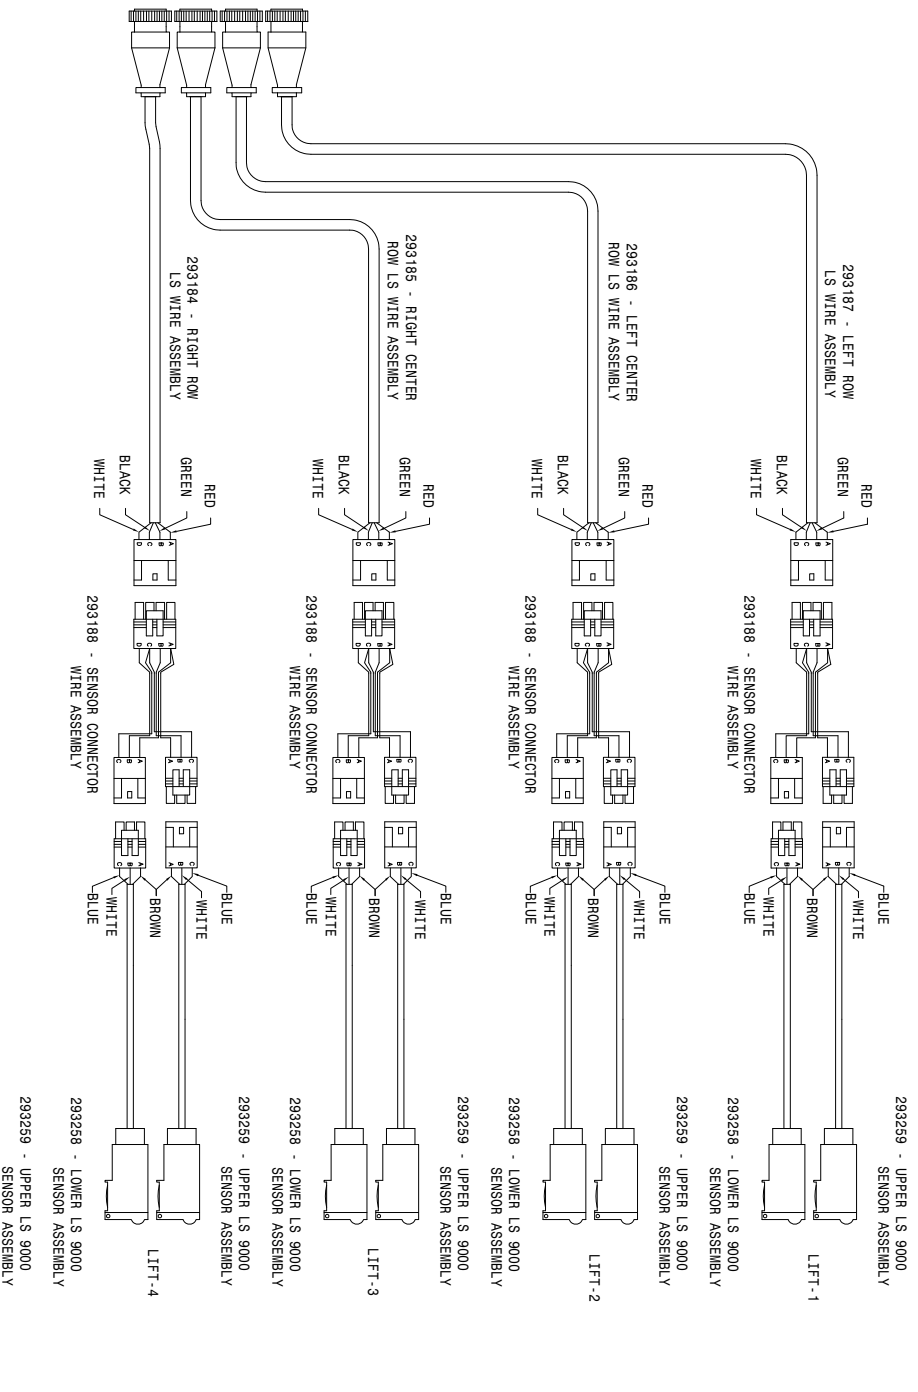 293259 - UPPER LS 9000
SENSOR ASSEMBLY
293187 - LEFT ROW
LS WIRE ASSEMBLY
RED
GREEN
BLACK
WHITE
A
B
C
D
A
B
C
D
293188 - SENSOR CONNECTOR
WIRE ASSEMBLY
C
B
A
A
B
C
C
B
A
A
B
C
BLUE
WHITE
BROWN
WHITE
BLUE
LIFT-1
293258 - LOWER LS 9000
SENSOR ASSEMBLY
293259 - UPPER LS 9000
SENSOR ASSEMBLY
293186 - LEFT CENTER
ROW LS WIRE ASSEMBLY
RED
GREEN
BLACK
WHITE
A
B
C
D
A
B
C
D
293188 - SENSOR CONNECTOR
WIRE ASSEMBLY
C
B
A
A
B
C
C
B
A
A
B
C
BLUE
WHITE
BROWN
WHITE
BLUE
LIFT-2
293258 - LOWER LS 9000
SENSOR ASSEMBLY
293259 - UPPER LS 9000
SENSOR ASSEMBLY
293185 - RIGHT CENTER
ROW LS WIRE ASSEMBLY
RED
GREEN
BLACK
WHITE
A
B
C
D
A
B
C
D
293188 - SENSOR CONNECTOR
WIRE ASSEMBLY
C
B
A
A
B
C
C
B
A
A
B
C
BLUE
WHITE
BROWN
WHITE
BLUE
LIFT-3
293258 - LOWER LS 9000
SENSOR ASSEMBLY
293259 - UPPER LS 9000
SENSOR ASSEMBLY
293184 - RIGHT ROW
LS WIRE ASSEMBLY
RED
GREEN
BLACK
WHITE
A
B
C
D
A
B
C
D
293188 - SENSOR CONNECTOR
WIRE ASSEMBLY
C
B
A
A
B
C
C
B
A
A
B
C
BLUE
WHITE
BROWN
WHITE
BLUE
LIFT-4
293258 - LOWER LS 9000
SENSOR ASSEMBLY
293259 - UPPER LS 9000
SENSOR ASSEMBLY